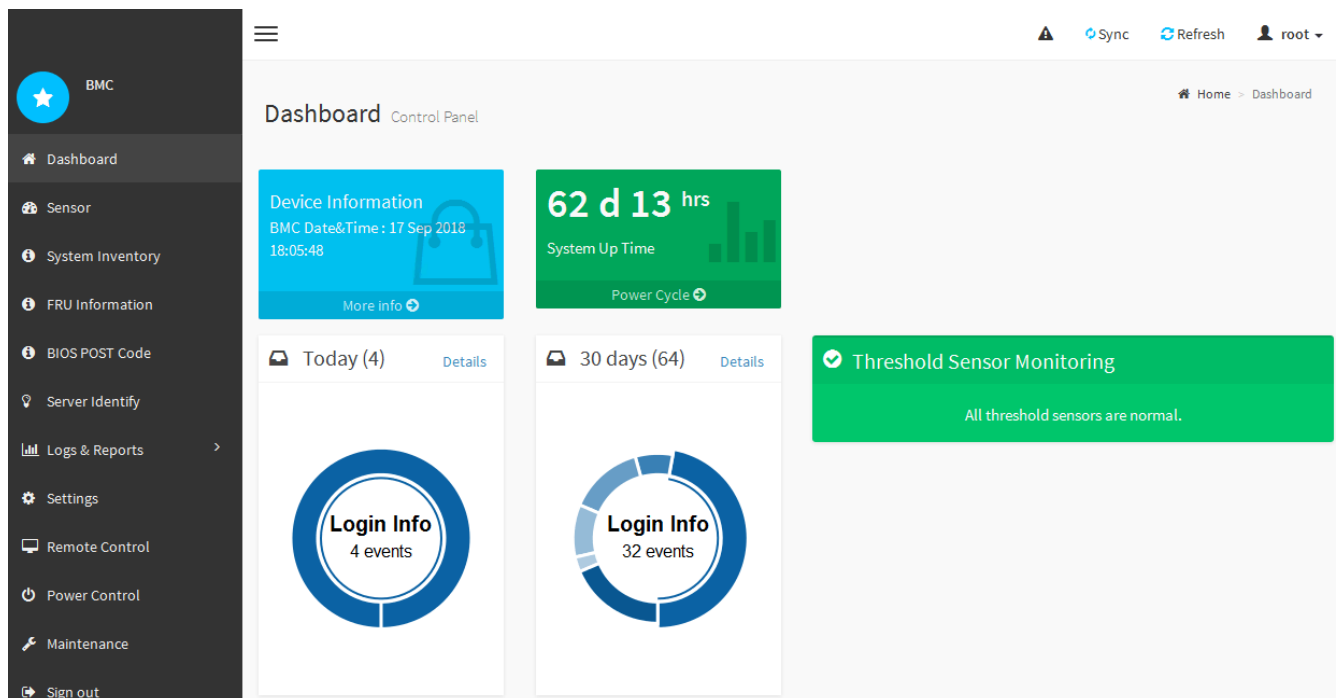 BMC
Dashboard
Sensor
System Inventory
FRU Information
BIOS POST Code
Server Identify
Logs & Reports
Settings
Remote Control
Power Control
Maintenance
Sign out
Sync Refresh root
Dashboard Control Panel
Home > Dashboard
Device Information
BMC Date&Time : 17 Sep 2018
18:05:48
More info
62 d 13 hrs
System Up Time
Power Cycle
Today (4) Details
Login Info
4 events
30 days (64) Details
Login Info
32 events
Threshold Sensor Monitoring
All threshold sensors are normal.